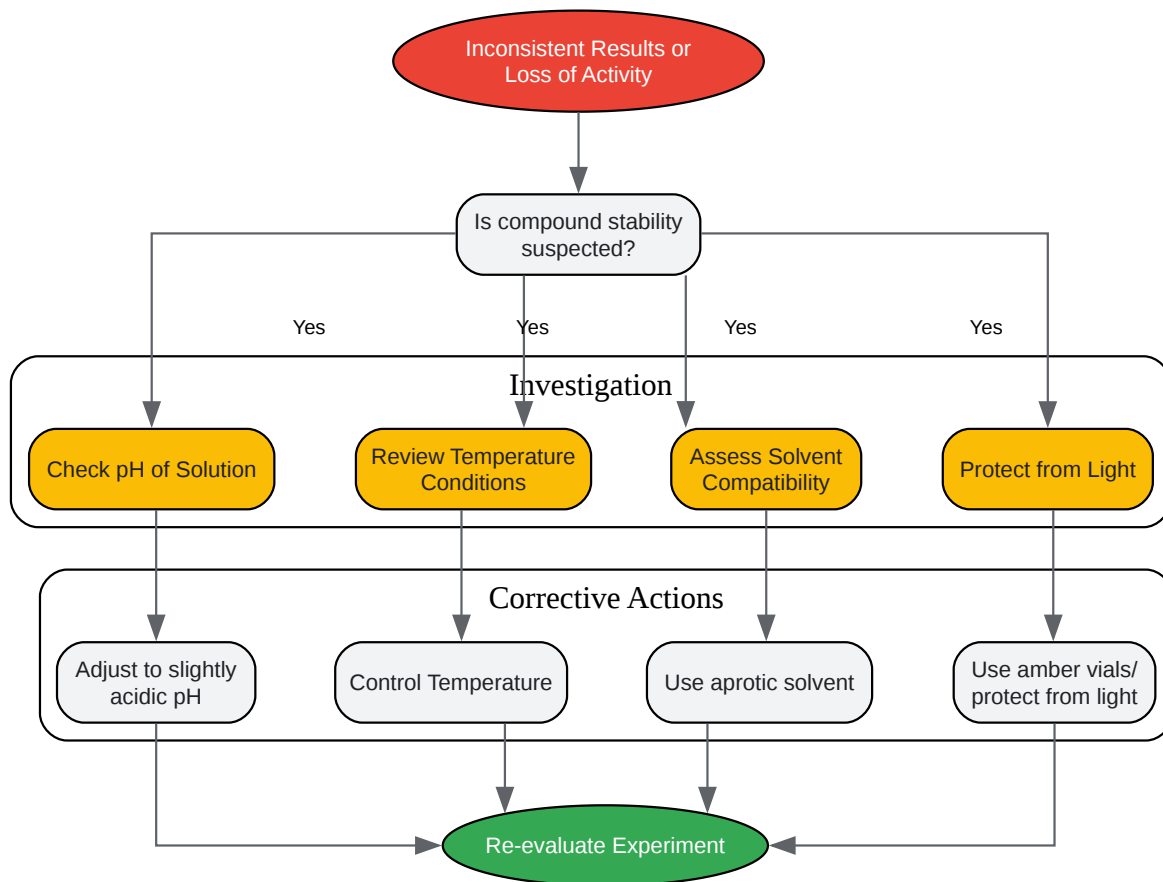 Inconsistent Results or
Loss of Activity
Is compound stability
suspected?
Yes
Yes
Yes
Yes
Investigation
Check pH of Solution
Review Temperature
Conditions
Assess Solvent
Compatibility
Protect from Light
Corrective Actions
Adjust to slightly
acidic pH
Control Temperature
Use aprotic solvent
Use amber vials/
protect from light
Re-evaluate Experiment